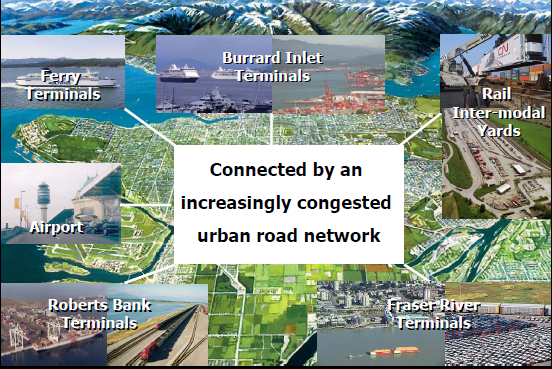 Ferry
Terminals
Burrard Inlet
Terminals
CN
Rail
Inter-modal
Yards
Connected by an
increasingly congested
urban road network
Airport
Roberts Bank
Terminals
Fraser River
Terminals